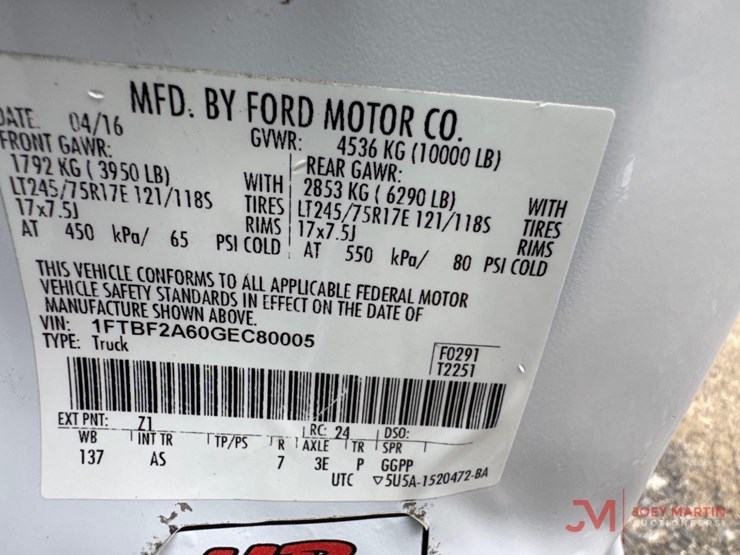 MFD. BY FORD MOTOR CO.
DATE: 04/16 GVWR: 4536 KG (10000 LB)
FRONT GAWR: REAR GAWR:
1792 KG ( 3950 LB) WITH 2853 KG ( 6290 LB) WITH
LT245/75R17E 121/118S TIRES LT245/75R17E 121/118S TIRES
17x7.5J RIMS 17x7.5J RIMS
AT 450 kPa/ 65 PSI COLD AT 550 kPa/ 80 PSI COLD
THIS VEHICLE CONFORMS TO ALL APPLICABLE FEDERAL MOTOR
VEHICLE SAFETY STANDARDS IN EFFECT ON THE DATE OF
MANUFACTURE SHOWN ABOVE.
VIN: 1FTBF2A60GEC80005
TYPE: Truck
F0291
T2251
EXT PNT: Z1 RC: 24 DSO:
WB INT TR TP/PS R AXLE TR SPR
137 AS 7 3E P GGPP
UTC ▽5U5A-1520472-BA
JM JOEY MARTIN
AUCTIONEERS